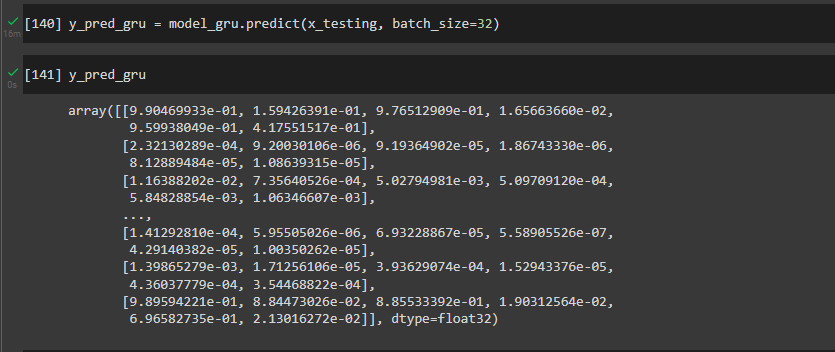 [140] y_pred_gru = model_gru.predict(x_testing, batch_size=32)
16m
[141] y_pred_gru
0s
array([[9.90469933e-01, 1.59426391e-01, 9.76512909e-01, 1.65663660e-02,
9.59938049e-01, 4.17551517e-01],
[2.32130289e-04, 9.20030106e-06, 9.19364902e-05, 1.86743330e-06,
8.12889484e-05, 1.08639315e-05],
[1.16388202e-02, 7.35640526e-04, 5.02794981e-03, 5.09709120e-04,
5.84828854e-03, 1.06346607e-03],
...,
[1.41292810e-04, 5.95505026e-06, 6.93228867e-05, 5.58905526e-07,
4.29140382e-05, 1.00350262e-05],
[1.39865279e-03, 1.71256106e-05, 3.93629074e-04, 1.52943376e-05,
4.36037779e-04, 3.54468822e-04],
[9.89594221e-01, 8.84473026e-02, 8.85533392e-01, 1.90312564e-02,
6.96582735e-01, 2.13016272e-02]], dtype=float32)